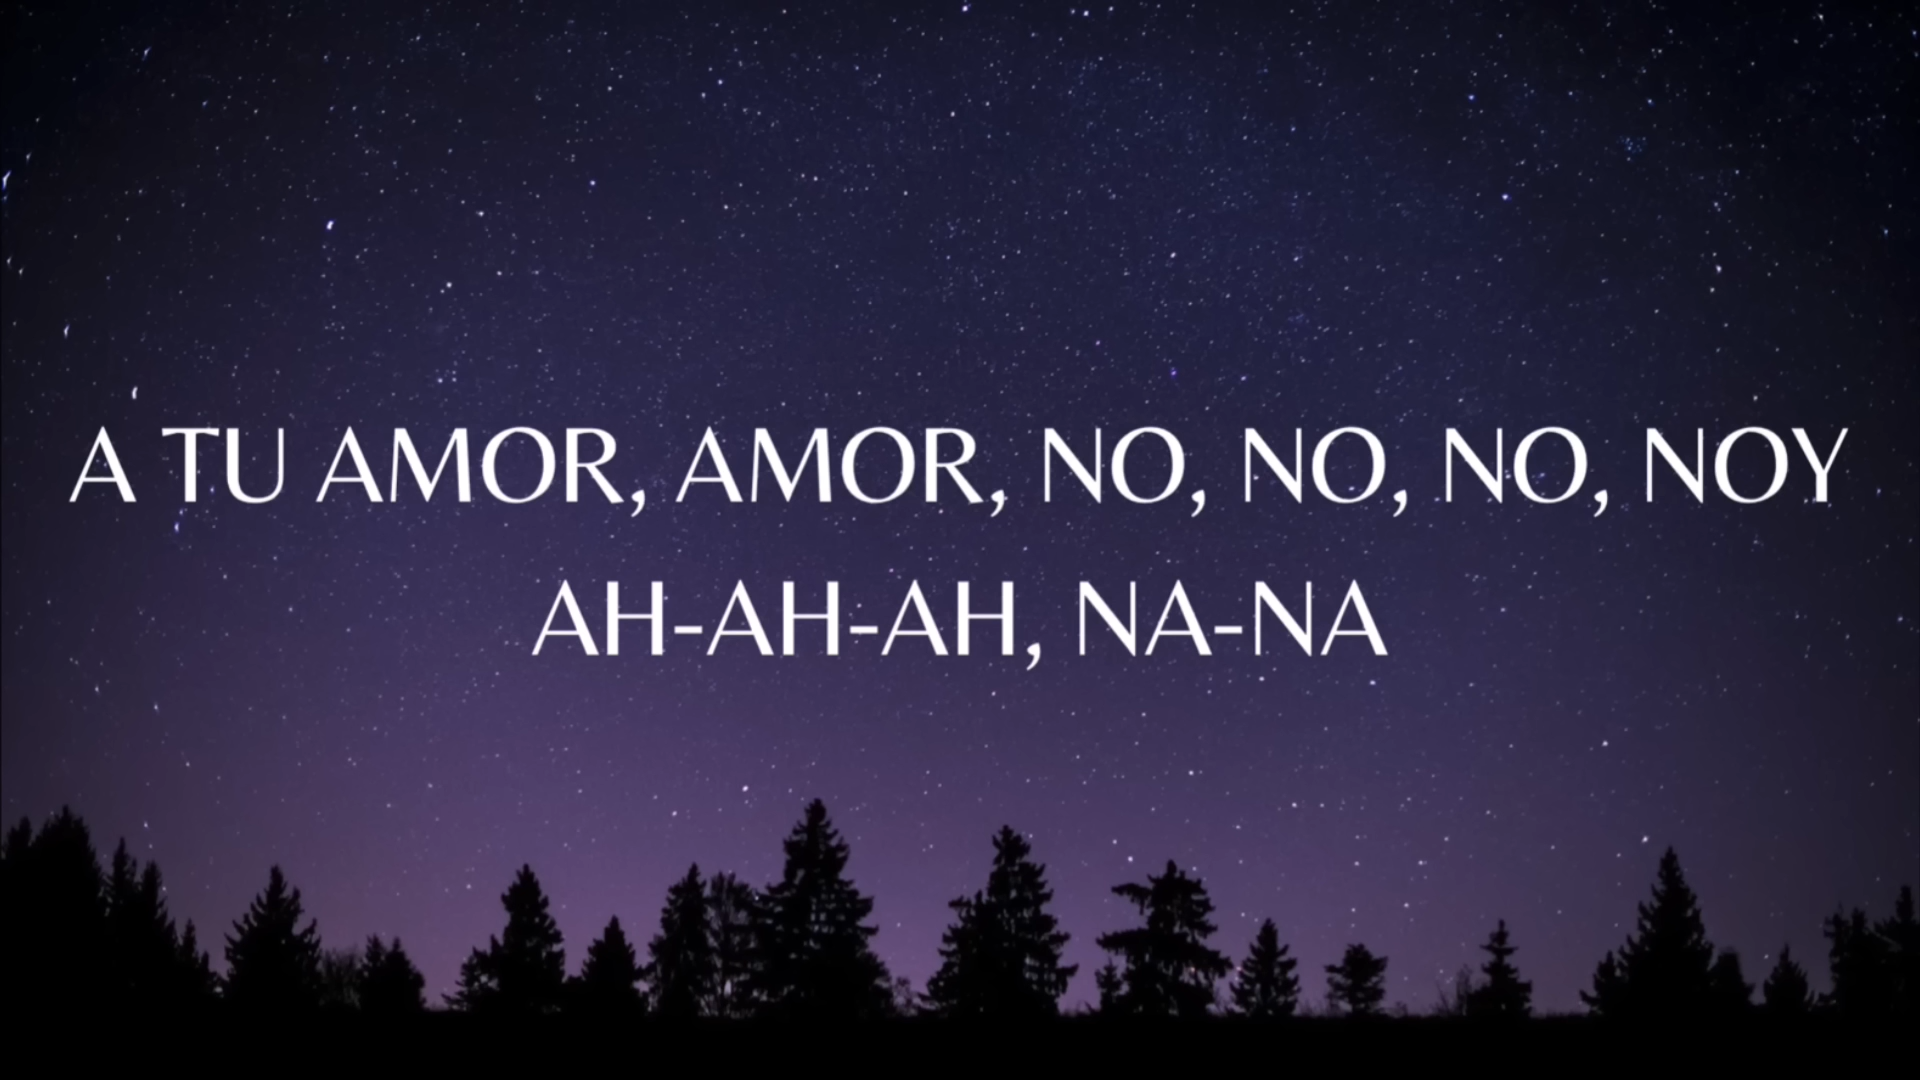 A TU AMOR, AMOR, NO, NO, NO, NOY
AH-AH-AH, NA-NA